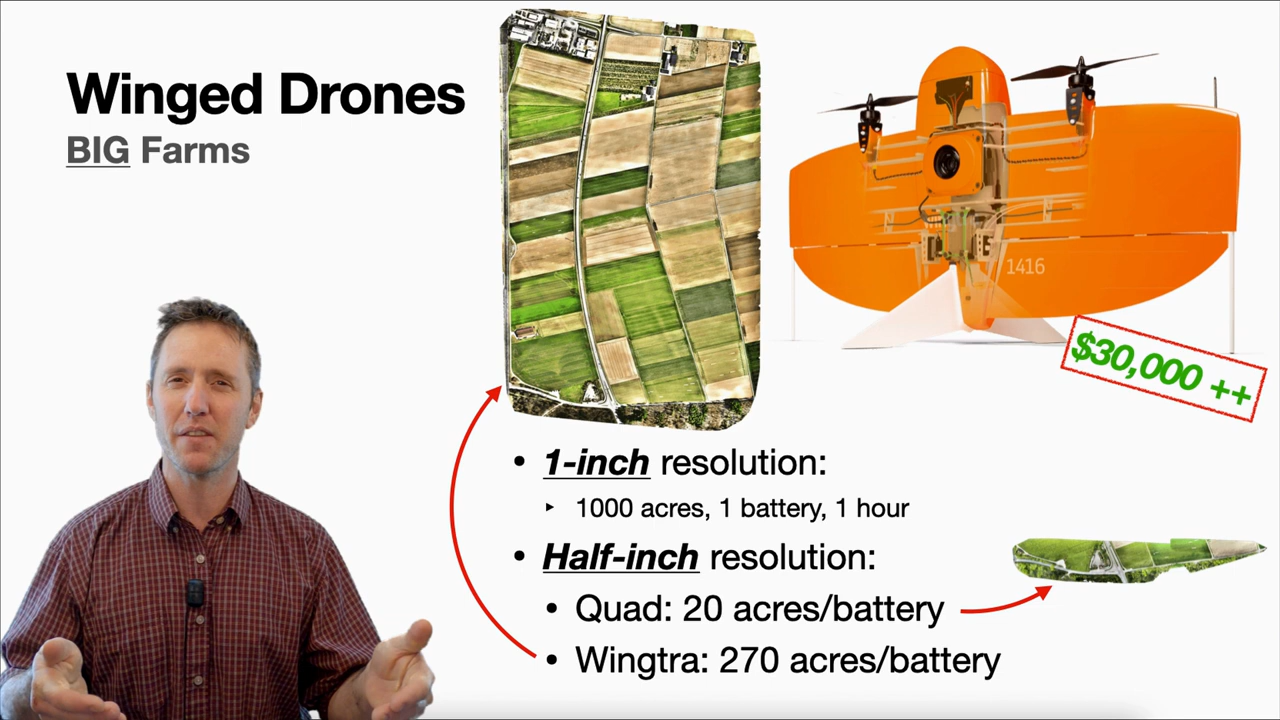 Winged Drones
BIG Farms
1416
$30,000 ++
• 1-inch resolution:
‣ 1000 acres, 1 battery, 1 hour
• Half-inch resolution:
• Quad: 20 acres/battery
• Wingtra: 270 acres/battery